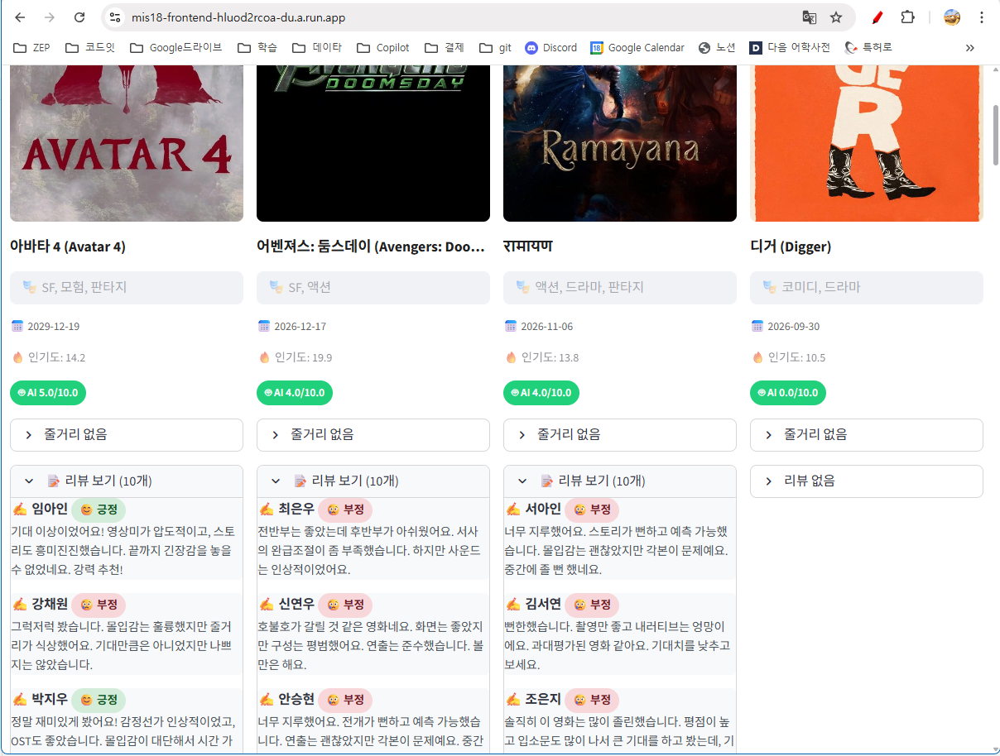 mis18-frontend-hluod2rcoa-du.a.run.app
ZEP 코드잇 Google드라이브 학습 데이타 Copilot 결제 git Discord 18 Google Calendar 노션 D 다음 어학사전 특허로 »
AVATAR 4
DOOMSDAY
Ramayana
GE
R
아바타 4 (Avatar 4)
SF, 모험, 판타지
2029-12-19
인기도: 14.2
AI 5.0/10.0
줄거리 없음
리뷰 보기 (10개)
임아인 긍정
기대 이상이었어요! 영상미가 압도적이고, 스토
리도 흥미진진했습니다. 끝까지 긴장감을 놓을
수 없었네요. 강력 추천!
강채원 부정
그럭저럭 봤습니다. 몰입감는 훌륭했지만 줄거
리가 식상했어요. 기대만큼은 아니었지만 나쁘
지는 않았습니다.
박지우 긍정
정말 재미있게 봤어요! 감정선가 인상적이었고,
OST도 좋았습니다. 몰입감이 대단해서 시간 가
어벤져스: 둠스데이 (Avengers: Doo...
SF, 액션
2026-12-17
인기도: 19.9
AI 4.0/10.0
줄거리 없음
리뷰 보기 (10개)
최은우 부정
전반부는 좋았는데 후반부가 아쉬웠어요. 서사
의 완급조절이 좀 부족했습니다. 하지만 사운드
는 인상적이었어요.
신연우 부정
호불호가 갈릴 것 같은 영화네요. 화면는 좋았지
만 구성는 평범했어요. 연출는 준수했습니다. 볼
만은 해요.
안승현 부정
너무 지루했어요. 전개가 뻔하고 예측 가능했습
니다. 연출는 괜찮았지만 각본이 문제예요. 중간
रामायण
액션, 드라마, 판타지
2026-11-06
인기도: 13.8
AI 4.0/10.0
줄거리 없음
리뷰 보기 (10개)
서아인 부정
너무 지루했어요. 스토리가 뻔하고 예측 가능했
습니다. 몰입감는 괜찮았지만 각본이 문제예요.
중간에 졸 뻔 했네요.
김서연 부정
뻔한했습니다. 촬영만 좋고 내러티브는 엉망이
에요. 과대평가된 영화 같아요. 기대치를 낮추고
보세요.
조은지 부정
솔직히 이 영화는 많이 졸린했습니다. 평점이 높
고 입소문도 많이 나서 큰 기대를 하고 봤는데, 기
디거 (Digger)
코미디, 드라마
2026-09-30
인기도: 10.5
AI 0.0/10.0
줄거리 없음
리뷰 없음